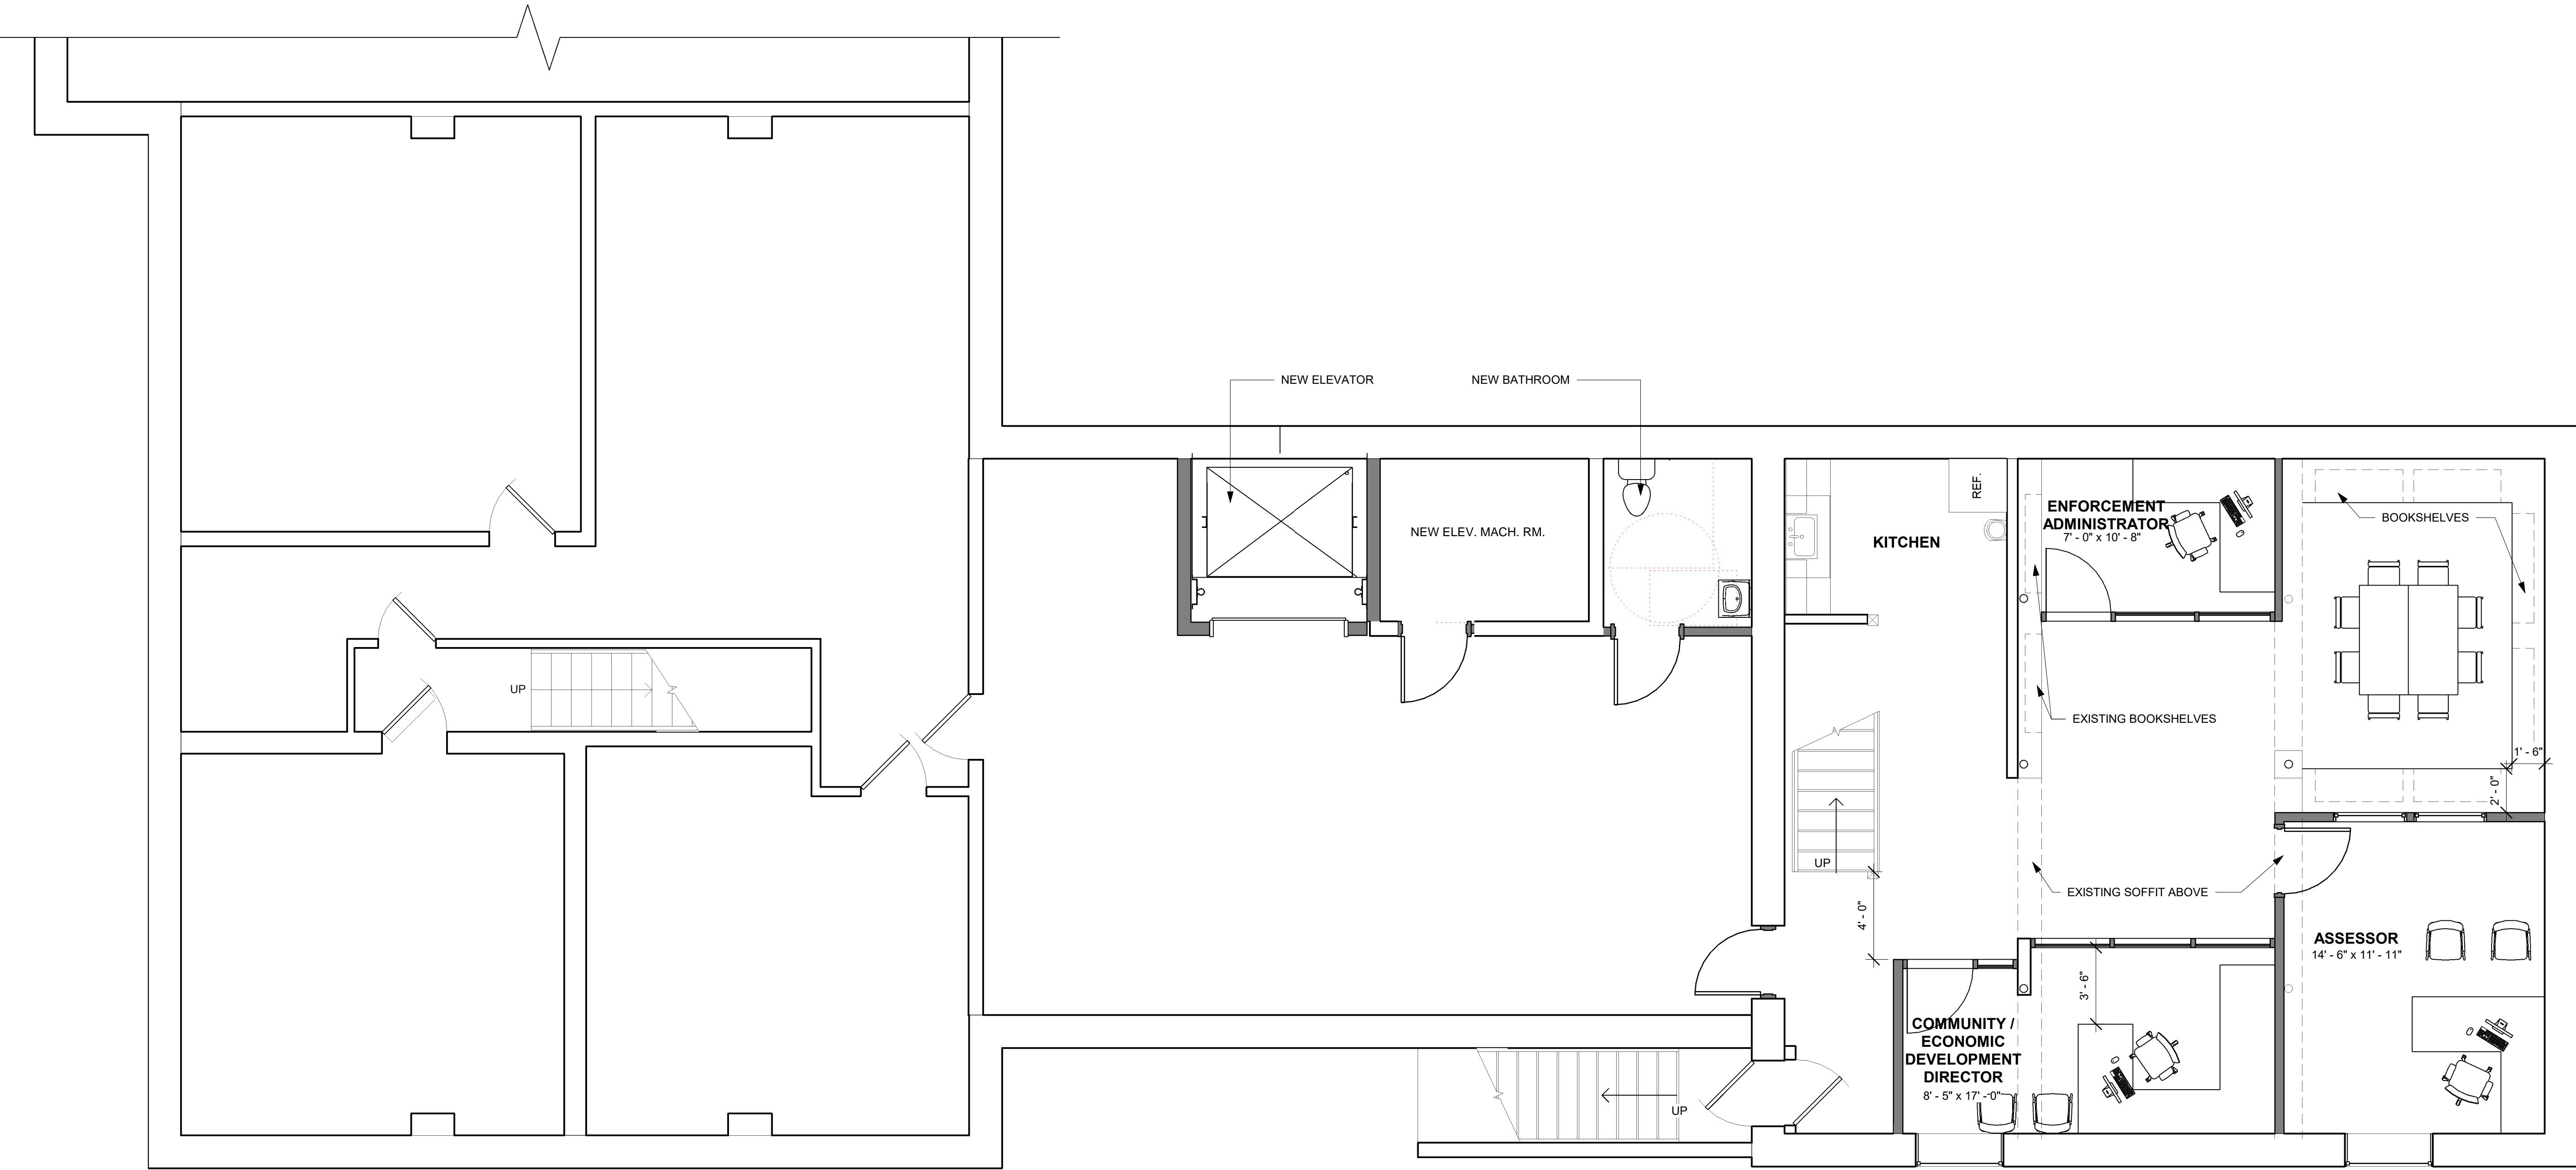 NEW ELEVATOR
NEW BATHROOM
NEW ELEV. MACH. RM.
KITCHEN
REF.
ENFORCEMENT
ADMINISTRATOR
7' - 0" x 10' - 8"
BOOKSHELVES
UP
EXISTING BOOKSHELVES
1' - 6"
2' - 0"
UP
EXISTING SOFFIT ABOVE
4' - 0"
ASSESSOR
14' - 6" x 11' - 11"
3' - 6"
COMMUNITY /
ECONOMIC
DEVELOPMENT
DIRECTOR
8' - 5" x 17' - 0"
UP